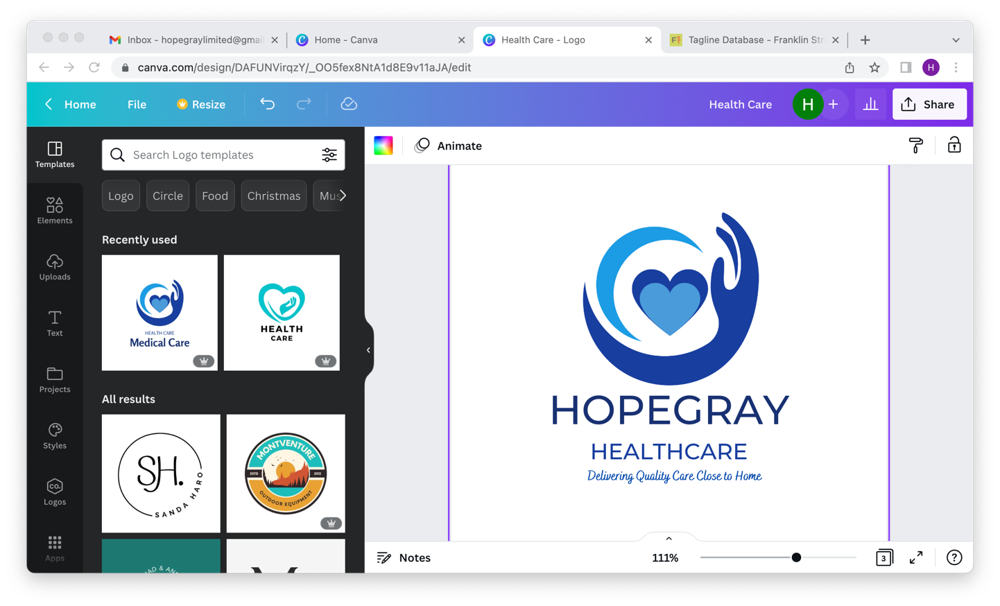 Inbox - hopegraylimited@gmai
Home - Canva
Health Care - Logo
Tagline Database - Franklin Str
canva.com/design/DAFUNVirqzY/_OO5fex8NtA1d8E9v11aJA/edit
H
Home
File
Resize
Health Care
H
Share
Templates
Elements
Uploads
Text
Projects
Styles
CO.
Logos
Apps
Search Logo templates
Logo
Circle
Food
Christmas
Mus
Recently used
HEALTH CARE
Medical Care
HEALTH
CARE
All results
SH.
SANDA HARO
MONTVENTURE
ESTD
2012
OUTDOOR EQUIPMENT
Animate
HOPEGRAY
HEALTHCARE
Delivering Quality Care Close to Home
Notes
111%
3